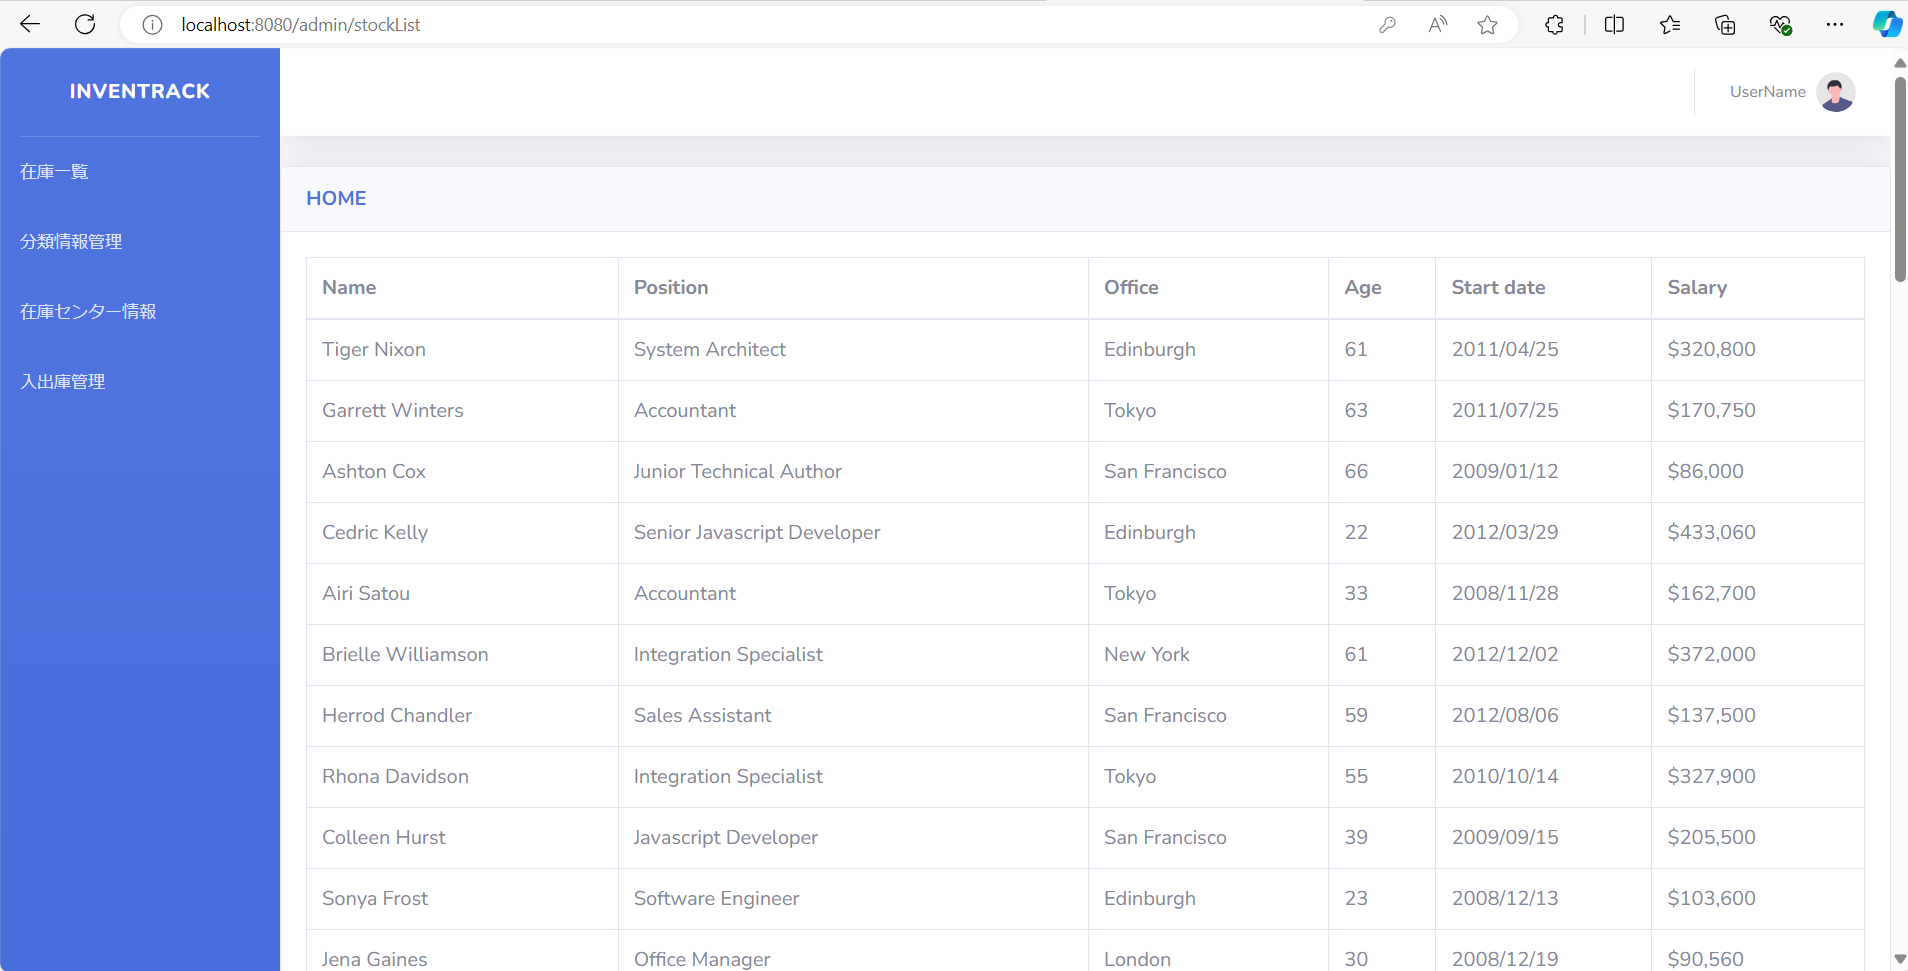 localhost:8080/admin/stockList
INVENTRACK
UserName
在庫一覧
分類情報管理
在庫センター情報
入出庫管理
HOME
Name Position Office Age Start date Salary
Tiger Nixon System Architect Edinburgh 61 2011/04/25 $320,800
Garrett Winters Accountant Tokyo 63 2011/07/25 $170,750
Ashton Cox Junior Technical Author San Francisco 66 2009/01/12 $86,000
Cedric Kelly Senior Javascript Developer Edinburgh 22 2012/03/29 $433,060
Airi Satou Accountant Tokyo 33 2008/11/28 $162,700
Brielle Williamson Integration Specialist New York 61 2012/12/02 $372,000
Herrod Chandler Sales Assistant San Francisco 59 2012/08/06 $137,500
Rhona Davidson Integration Specialist Tokyo 55 2010/10/14 $327,900
Colleen Hurst Javascript Developer San Francisco 39 2009/09/15 $205,500
Sonya Frost Software Engineer Edinburgh 23 2008/12/13 $103,600
Jena Gaines Office Manager London 30 2008/12/19 $90,560